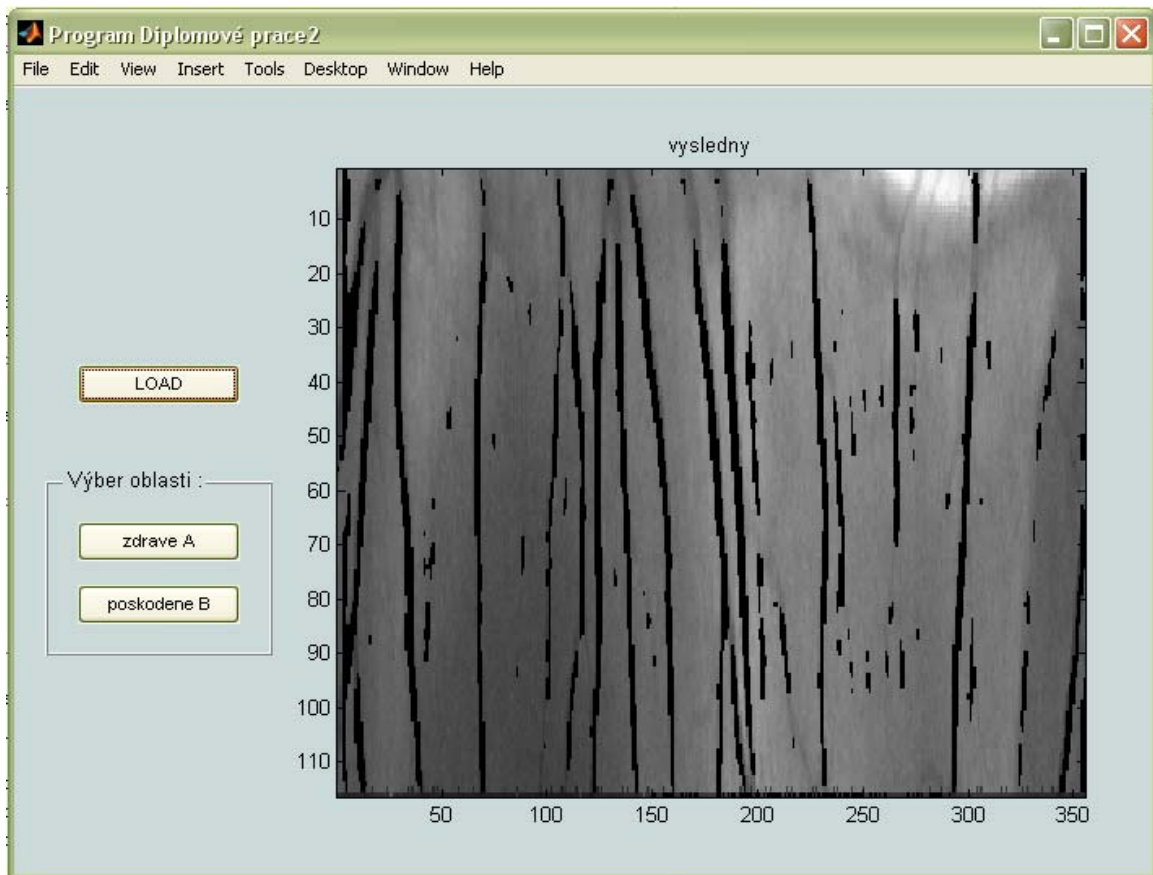 Program Diplomové prace2
File Edit View Insert Tools Desktop Window Help
vysledny
LOAD
Výber oblasti :
zdrave A
poskodene B
10
20
30
40
50
60
70
80
90
100
110
50 100 150 200 250 300 350